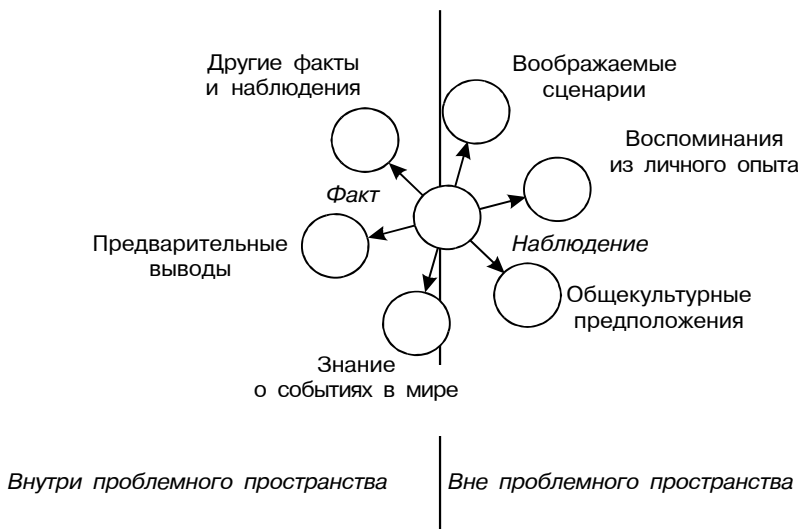 Другие факты
и наблюдения
Воображаемые
сценарии
Воспоминания
из личного опыта
Факт
Предварительные
выводы
Наблюдение
Общекультурные
предположения
Знание
о событиях в мире
Внутри проблемного пространства
Вне проблемного пространства